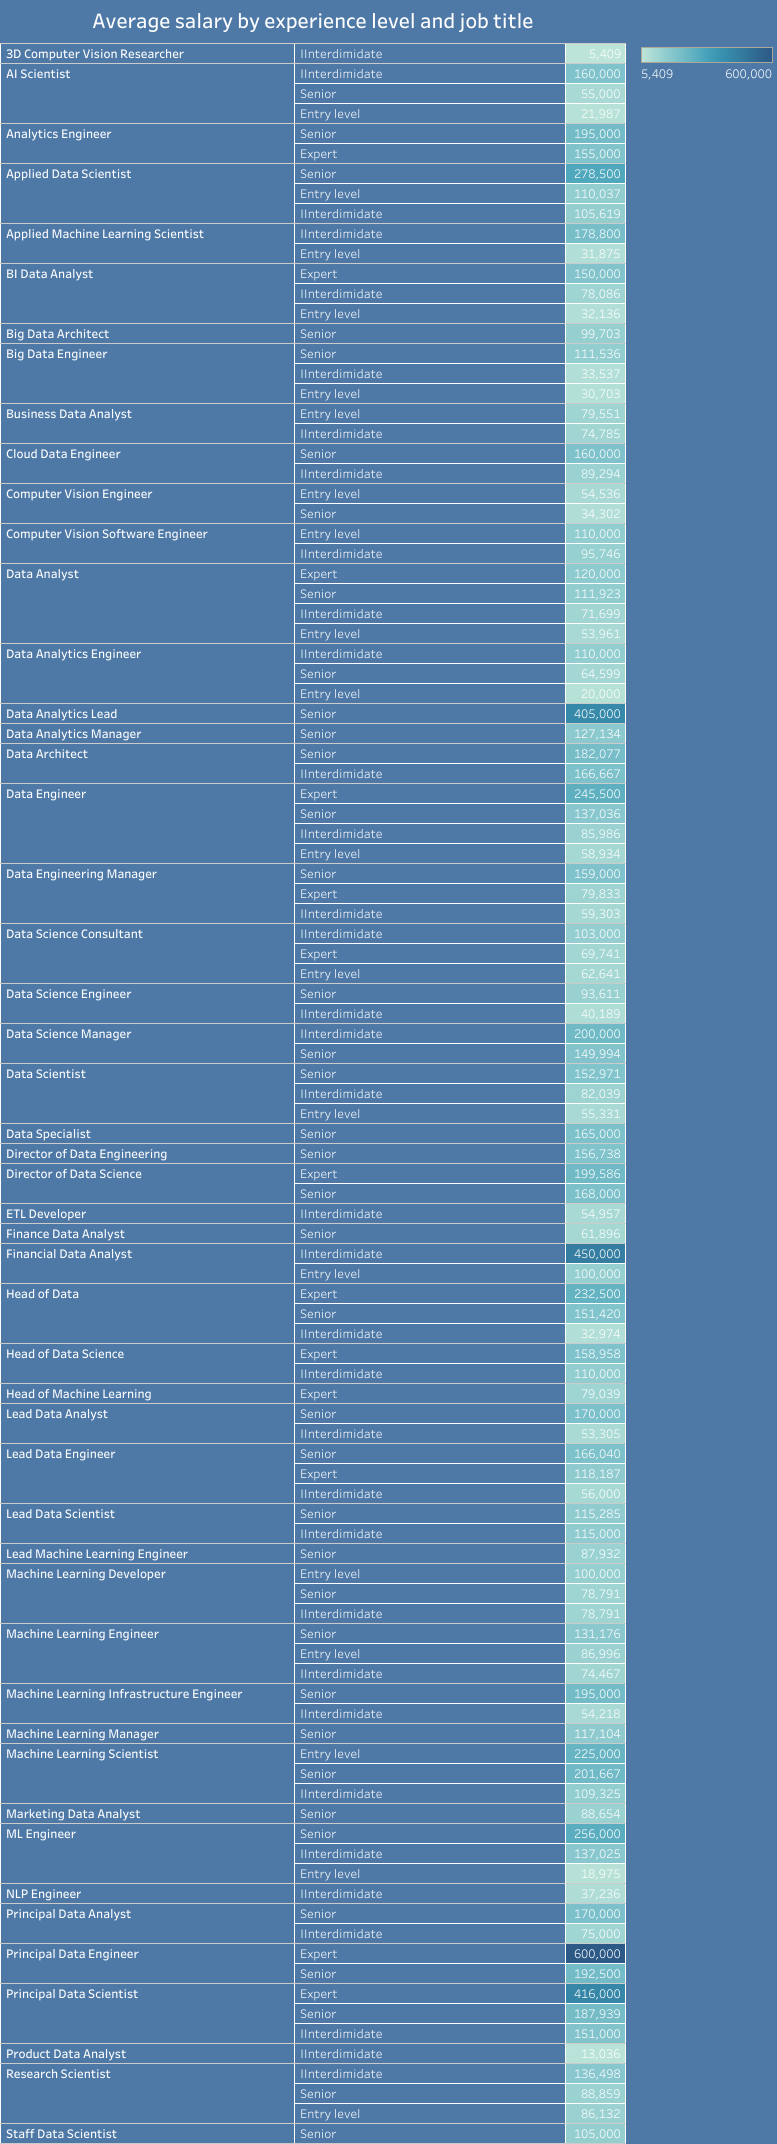 Average salary by experience level and job title
3D Computer Vision Researcher IInterdimidate 5,409
5,409 600,000
AI Scientist IInterdimidate 160,000
Senior 55,000
Entry level 21,987
Analytics Engineer Senior 195,000
Expert 155,000
Applied Data Scientist Senior 278,500
Entry level 110,037
IInterdimidate 105,619
Applied Machine Learning Scientist IInterdimidate 178,800
Entry level 31,875
BI Data Analyst Expert 150,000
IInterdimidate 78,086
Entry level 32,136
Big Data Architect Senior 99,703
Big Data Engineer Senior 111,536
IInterdimidate 33,537
Entry level 30,703
Business Data Analyst Entry level 79,551
IInterdimidate 74,785
Cloud Data Engineer Senior 160,000
IInterdimidate 89,294
Computer Vision Engineer Entry level 54,536
Senior 34,302
Computer Vision Software Engineer Entry level 110,000
IInterdimidate 95,746
Data Analyst Expert 120,000
Senior 111,923
IInterdimidate 71,699
Entry level 53,961
Data Analytics Engineer IInterdimidate 110,000
Senior 64,599
Entry level 20,000
Data Analytics Lead Senior 405,000
Data Analytics Manager Senior 127,134
Data Architect Senior 182,077
IInterdimidate 166,667
Data Engineer Expert 245,500
Senior 137,036
IInterdimidate 85,986
Entry level 58,934
Data Engineering Manager Senior 159,000
Expert 79,833
IInterdimidate 59,303
Data Science Consultant IInterdimidate 103,000
Expert 69,741
Entry level 62,641
Data Science Engineer Senior 93,611
IInterdimidate 40,189
Data Science Manager IInterdimidate 200,000
Senior 149,994
Data Scientist Senior 152,971
IInterdimidate 82,039
Entry level 55,331
Data Specialist Senior 165,000
Director of Data Engineering Senior 156,738
Director of Data Science Expert 199,586
Senior 168,000
ETL Developer IInterdimidate 54,957
Finance Data Analyst Senior 61,896
Financial Data Analyst IInterdimidate 450,000
Entry level 100,000
Head of Data Expert 232,500
Senior 151,420
IInterdimidate 32,974
Head of Data Science Expert 158,958
IInterdimidate 110,000
Head of Machine Learning Expert 79,039
Lead Data Analyst Senior 170,000
IInterdimidate 53,305
Lead Data Engineer Senior 166,040
Expert 118,187
IInterdimidate 56,000
Lead Data Scientist Senior 115,285
IInterdimidate 115,000
Lead Machine Learning Engineer Senior 87,932
Machine Learning Developer Entry level 100,000
Senior 78,791
IInterdimidate 78,791
Machine Learning Engineer Senior 131,176
Entry level 86,996
IInterdimidate 74,467
Machine Learning Infrastructure Engineer Senior 195,000
IInterdimidate 54,218
Machine Learning Manager Senior 117,104
Machine Learning Scientist Entry level 225,000
Senior 201,667
IInterdimidate 109,325
Marketing Data Analyst Senior 88,654
ML Engineer Senior 256,000
IInterdimidate 137,025
Entry level 18,975
NLP Engineer IInterdimidate 37,236
Principal Data Analyst Senior 170,000
IInterdimidate 75,000
Principal Data Engineer Expert 600,000
Senior 192,500
Principal Data Scientist Expert 416,000
Senior 187,939
IInterdimidate 151,000
Product Data Analyst IInterdimidate 13,036
Research Scientist IInterdimidate 136,498
Senior 88,859
Entry level 86,132
Staff Data Scientist Senior 105,000